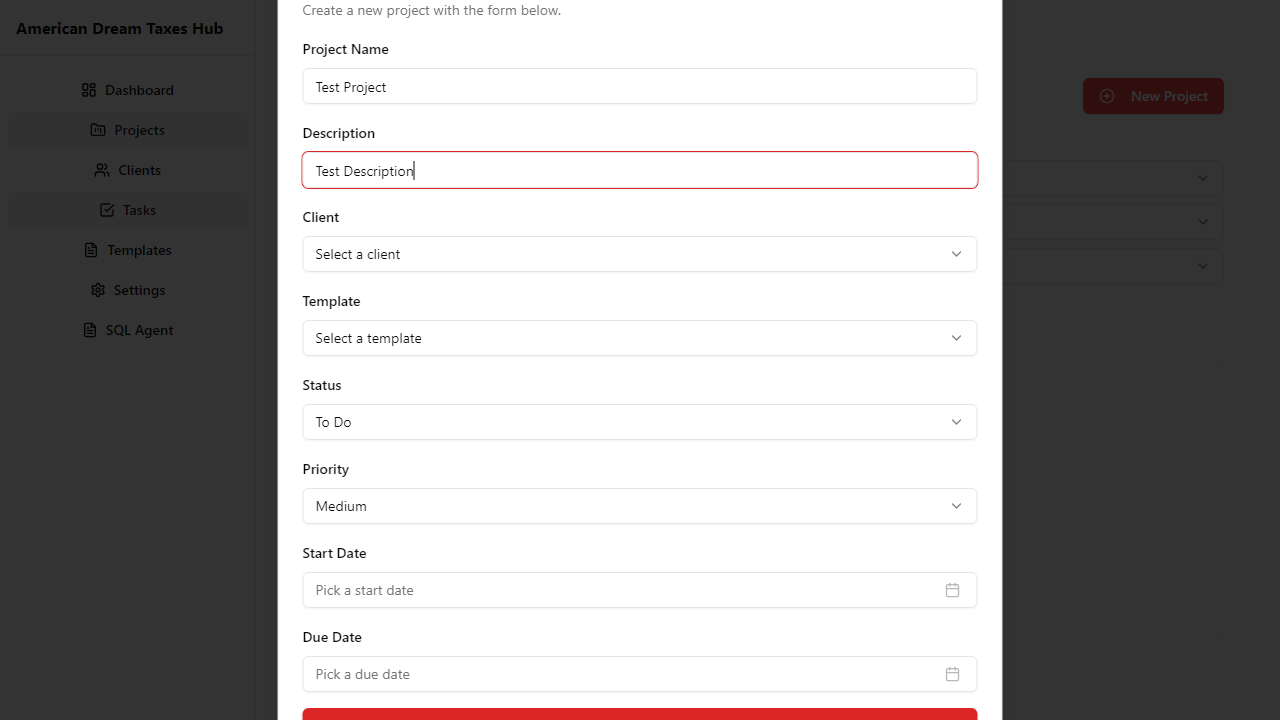 American Dream Taxes Hub
Dashboard
Projects
Clients
Tasks
Templates
Settings
SQL Agent
New Project
Create a new project with the form below.
Project Name
Test Project
Description
Test Description
Client
Select a client
Template
Select a template
Status
To Do
Priority
Medium
Start Date
Pick a start date
Due Date
Pick a due date